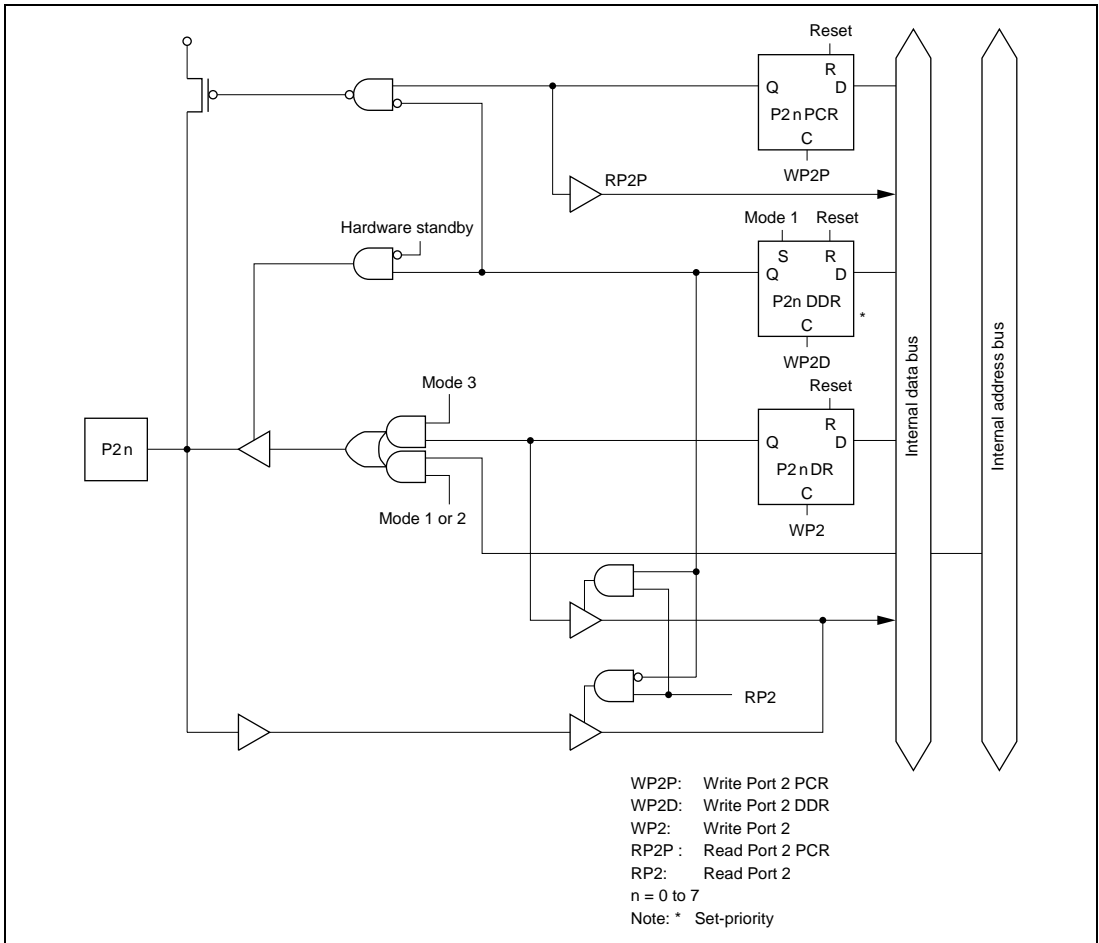 Reset
R
Q D
P2n PCR
C
WP2P
RP2P
Hardware standby
Mode 1 Reset
S R
Q D
P2n DDR
*
C
WP2D
Mode 3
Reset
R
Q D
P2n DR
C
WP2
P2n
Mode 1 or 2
RP2
Internal data bus
Internal address bus
WP2P: Write Port 2 PCR
WP2D: Write Port 2 DDR
WP2: Write Port 2
RP2P : Read Port 2 PCR
RP2: Read Port 2
n = 0 to 7
Note: * Set-priority